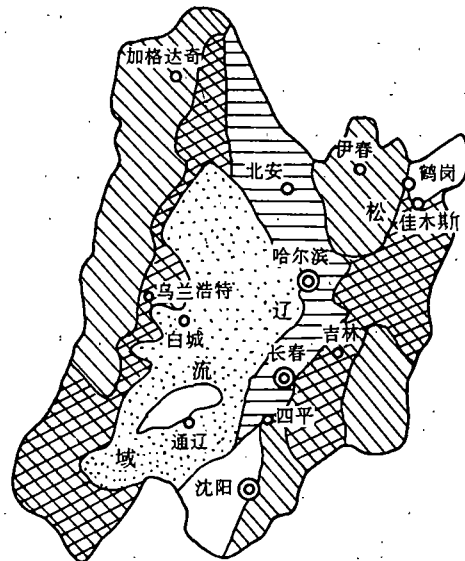 加格达奇
伊春
鹤岗
北安
松
佳木斯
哈尔滨
乌兰浩特
辽
白城
吉林
长春
流
四平
通辽
域
沈阳